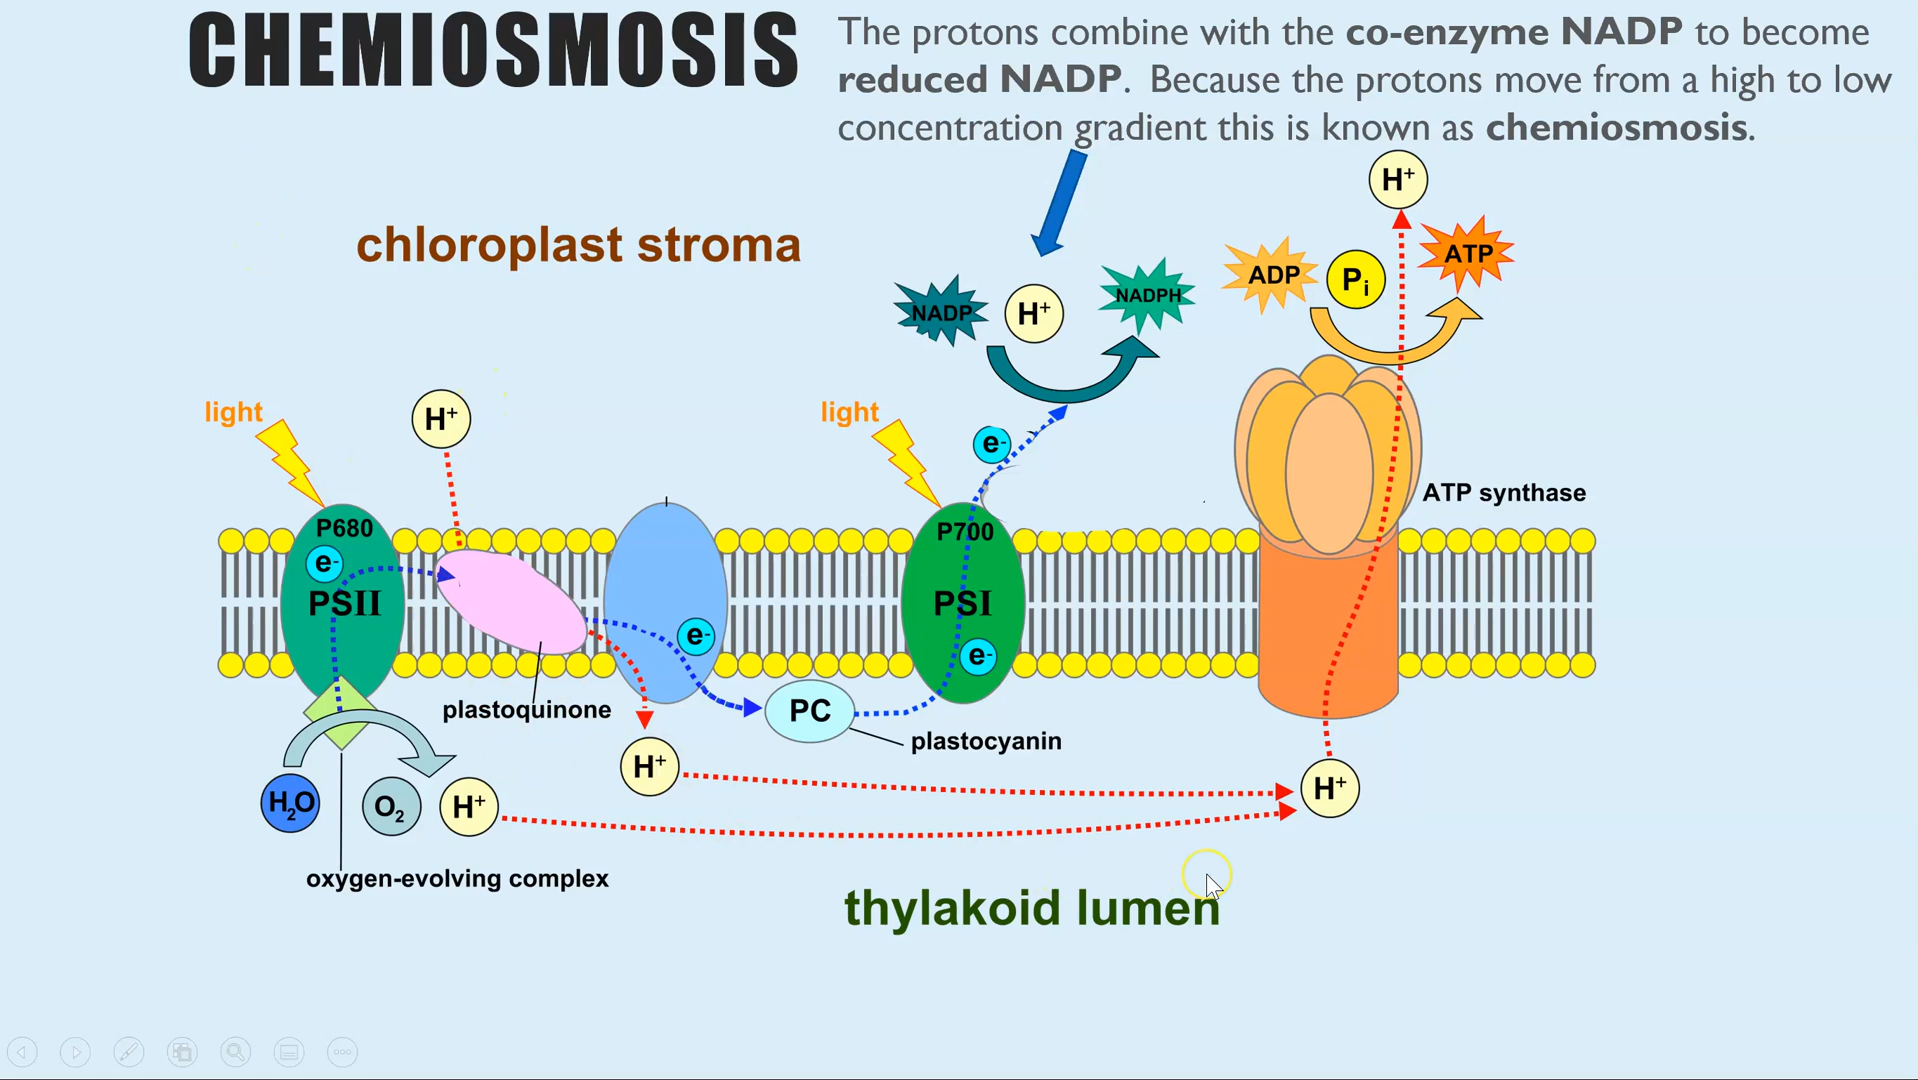 CHEMIOSMOSIS
The protons combine with the co-enzyme NADP to become
reduced NADP. Because the protons move from a high to low
concentration gradient this is known as chemiosmosis.
H+
chloroplast stroma
ADP
Pi
ATP
NADP
H+
NADPH
light
H+
light
e-
ATP synthase
P680
e-
PSII
P700
PSI
e-
e-
plastoquinone
PC
plastocyanin
H+
H+
H2O
O2
H+
oxygen-evolving complex
thylakoid lumen